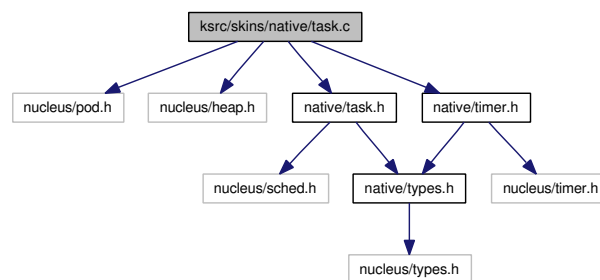 ksrc/skins/native/task.c
nucleus/pod.h
nucleus/heap.h
native/task.h
native/timer.h
nucleus/sched.h
native/types.h
nucleus/timer.h
nucleus/types.h